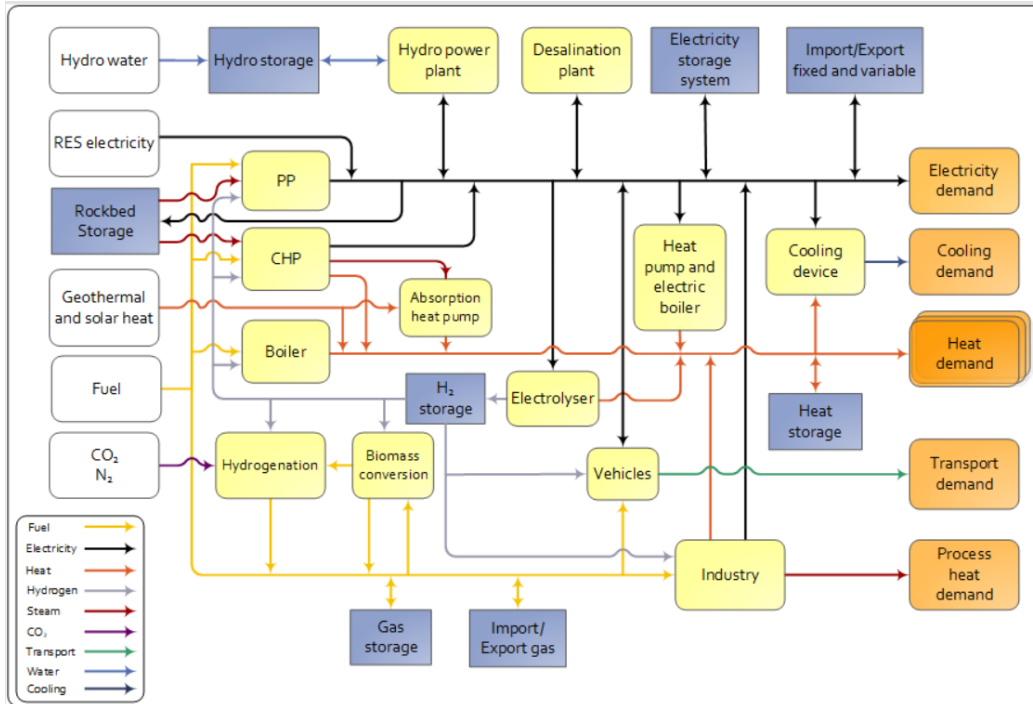 Hydro water
Hydro storage
Hydro power
plant
Desalination
plant
Electricity
storage
system
Import/Export
fixed and variable
RES electricity
PP
Electricity
demand
Rockbed
Storage
CHP
Heat
pump and
electric
boiler
Cooling
device
Cooling
demand
Geothermal
and solar heat
Absorption
heat pump
Boiler
Heat
demand
Fuel
H₂
storage
Electrolyser
Heat
storage
CO₂
N₂
Hydrogenation
Biomass
conversion
Vehicles
Transport
demand
Fuel
Electricity
Heat
Hydrogen
Steam
CO₂
Transport
Water
Cooling
Industry
Process
heat
demand
Gas
storage
Import/
Export gas